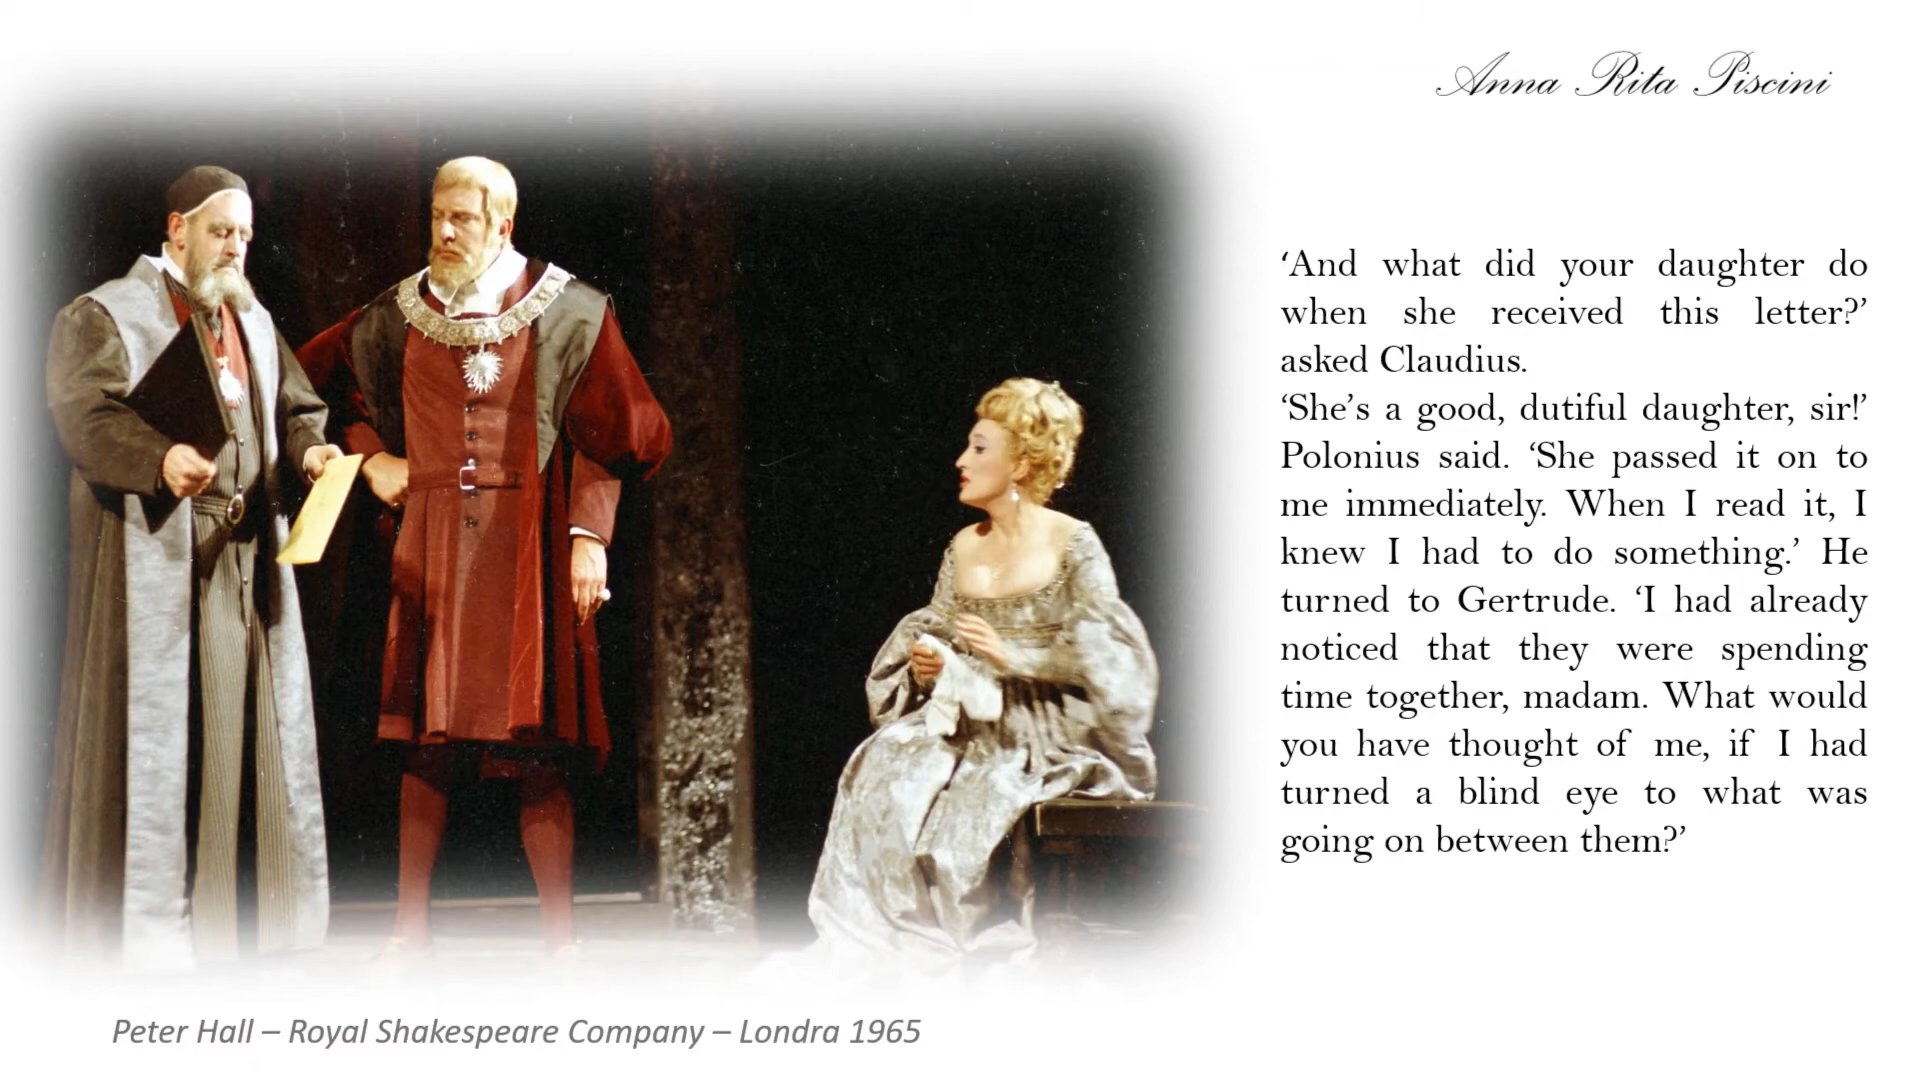 Anna Rita Piscini
‘And what did your daughter do
when she received this letter?’
asked Claudius.
‘She’s a good, dutiful daughter, sir!’
Polonius said. ‘She passed it on to
me immediately. When I read it, I
knew I had to do something.’ He
turned to Gertrude. ‘I had already
noticed that they were spending
time together, madam. What would
you have thought of me, if I had
turned a blind eye to what was
going on between them?’
Peter Hall – Royal Shakespeare Company – Londra 1965